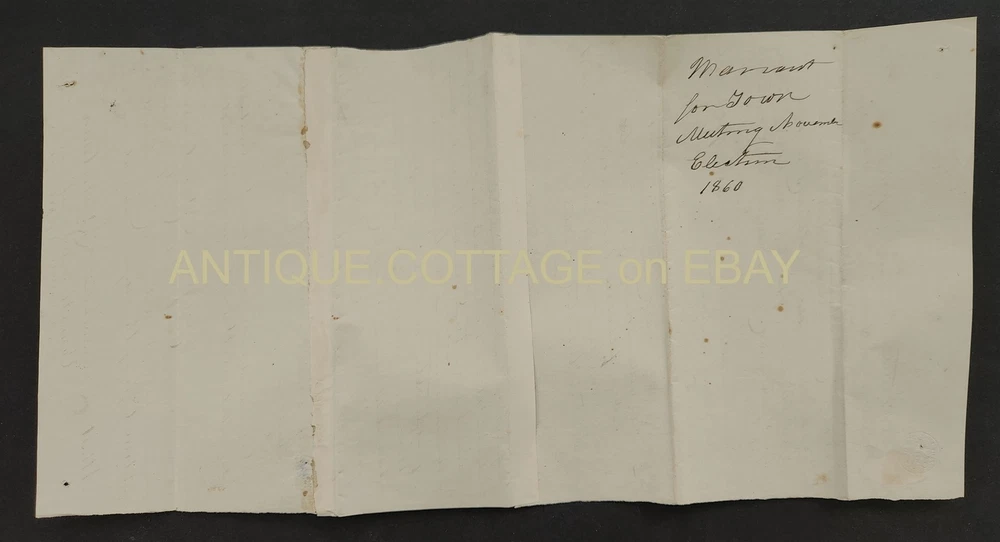 Warrant
for Town
Meeting November
Election
1860
ANTIQUE.COTTAGE on EBAY